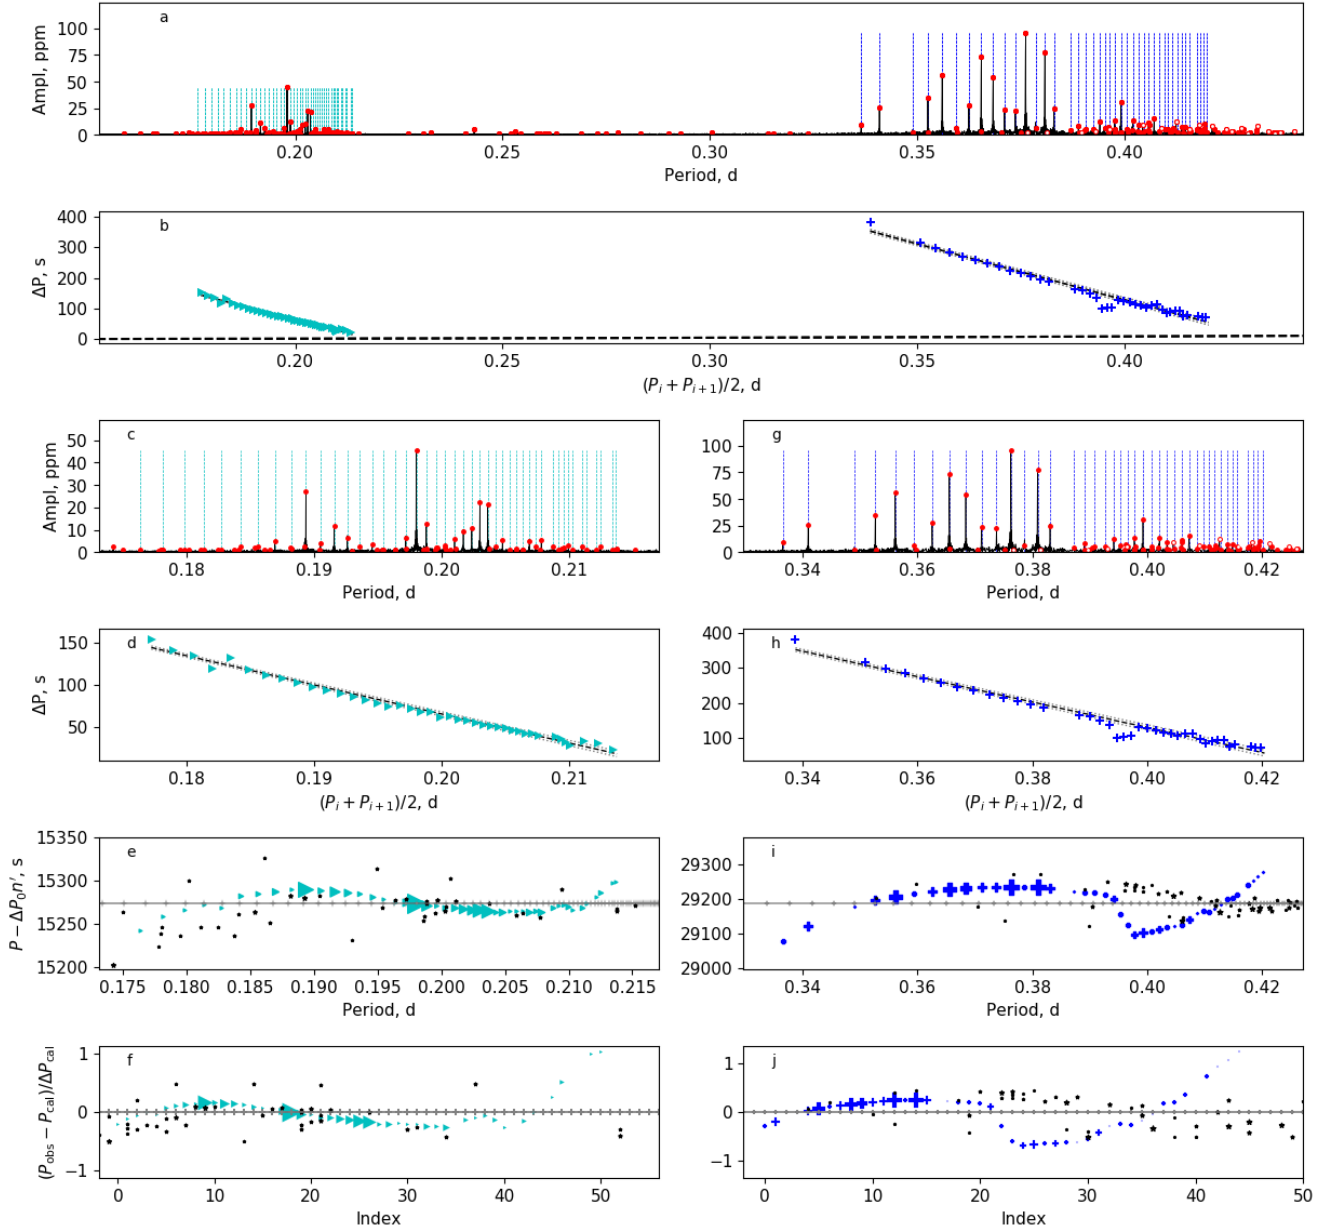 a
Ampl, ppm
100
75
50
25
0
0.20 0.25 0.30 0.35 0.40
Period, d
b
ΔP, s
400
300
200
100
0
0.20 0.25 0.30 0.35 0.40
(P_i + P_{i+1})/2, d
c
Ampl, ppm
50
40
30
20
10
0
0.18 0.19 0.20 0.21
Period, d
g
100
75
50
25
0
0.34 0.36 0.38 0.40 0.42
Period, d
d
ΔP, s
150
100
50
0.18 0.19 0.20 0.21
(P_i + P_{i+1})/2, d
h
400
300
200
100
0.34 0.36 0.38 0.40 0.42
(P_i + P_{i+1})/2, d
e
P − ΔP_0n′, s
15350
15300
15250
15200
0.175 0.180 0.185 0.190 0.195 0.200 0.205 0.210 0.215
Period, d
i
29300
29200
29100
29000
0.34 0.36 0.38 0.40 0.42
Period, d
f
(P_obs − P_cal)/ΔP_cal
1
0
−1
0 10 20 30 40 50
Index
j
1
0
−1
0 10 20 30 40 50
Index